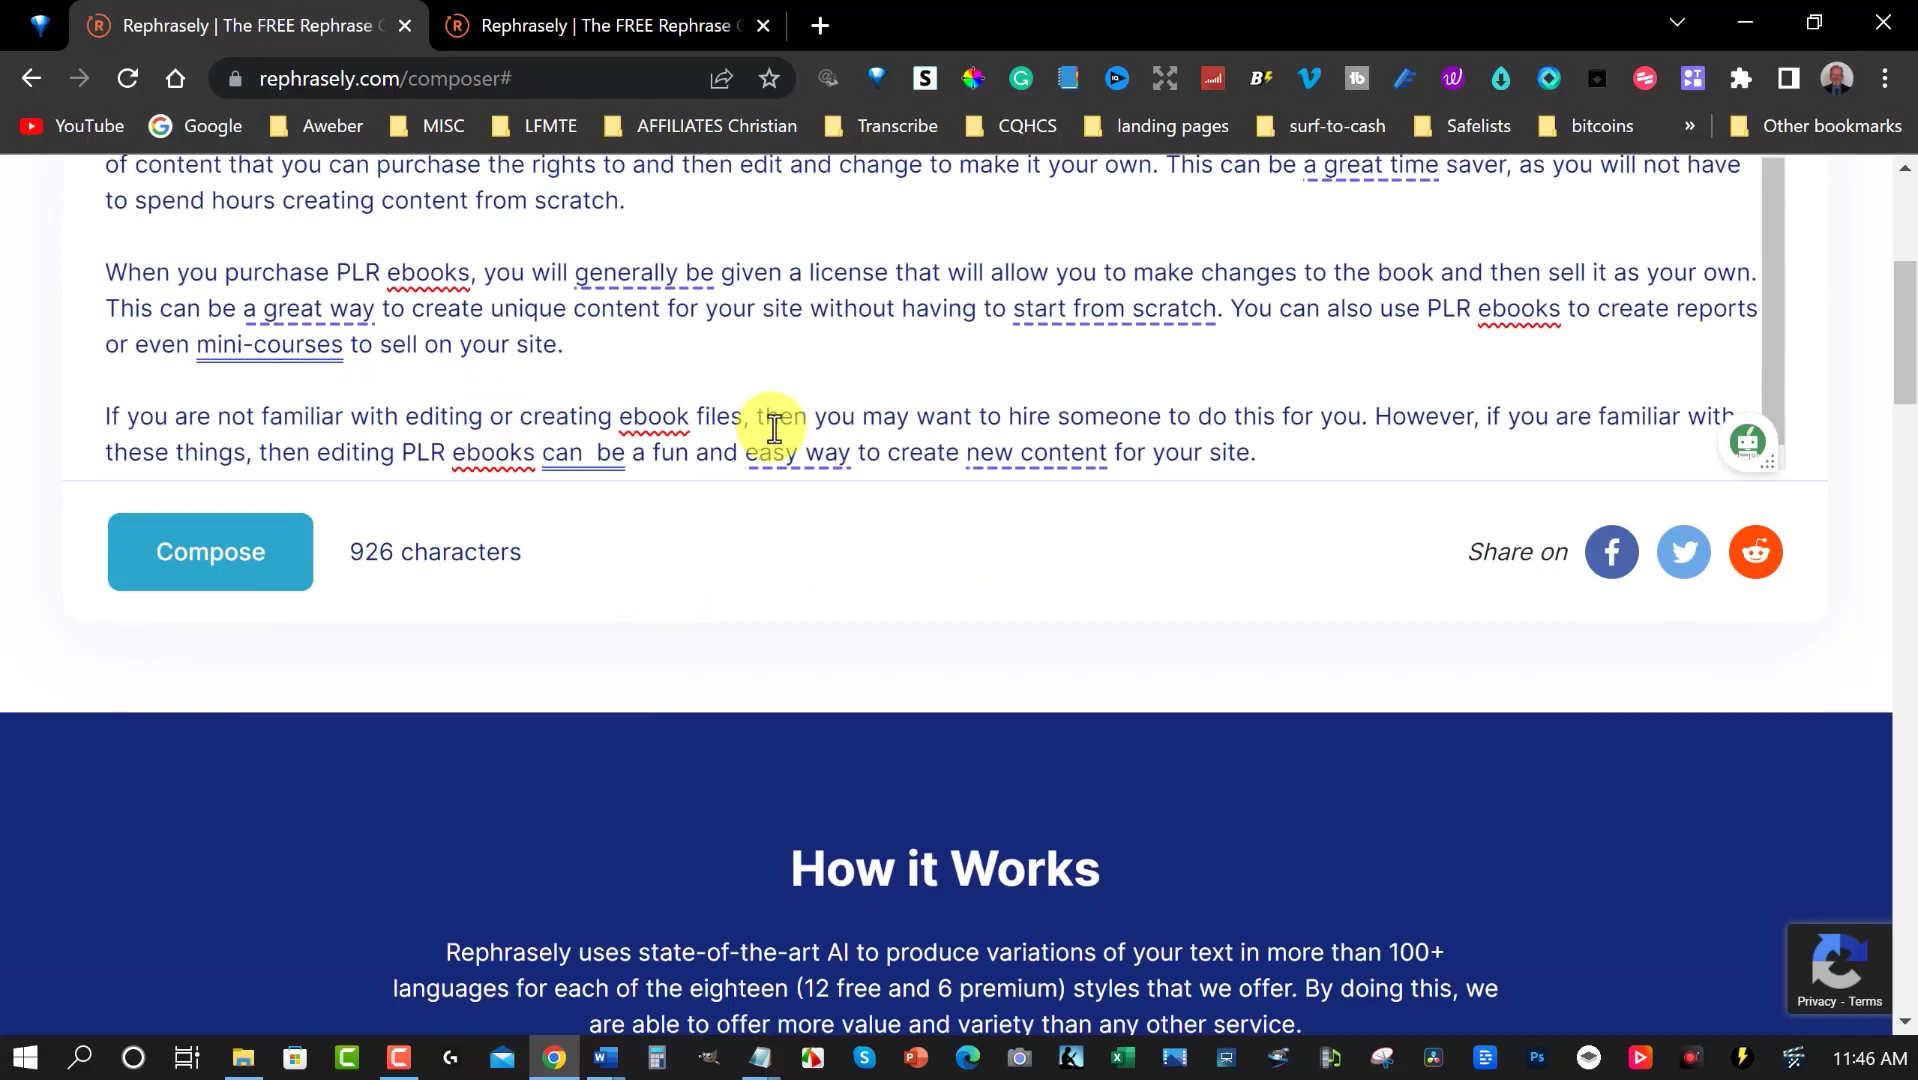 Rephrasely | The FREE Rephrase
Rephrasely | The FREE Rephrase
rephrasely.com/composer#
YouTube
Google
Aweber
MISC
LFMTE
AFFILIATES Christian
Transcribe
CQHCS
landing pages
surf-to-cash
Safelists
bitcoins
»
Other bookmarks
of content that you can purchase the rights to and then edit and change to make it your own. This can be a great time saver, as you will not have
to spend hours creating content from scratch.
When you purchase PLR ebooks, you will generally be given a license that will allow you to make changes to the book and then sell it as your own.
This can be a great way to create unique content for your site without having to start from scratch. You can also use PLR ebooks to create reports
or even mini-courses to sell on your site.
If you are not familiar with editing or creating ebook files, then you may want to hire someone to do this for you. However, if you are familiar with
these things, then editing PLR ebooks can  be a fun and easy way to create new content for your site.
Compose
926 characters
Share on
How it Works
Rephrasely uses state-of-the-art AI to produce variations of your text in more than 100+
languages for each of the eighteen (12 free and 6 premium) styles that we offer. By doing this, we
are able to offer more value and variety than any other service.
Privacy - Terms
11:46 AM